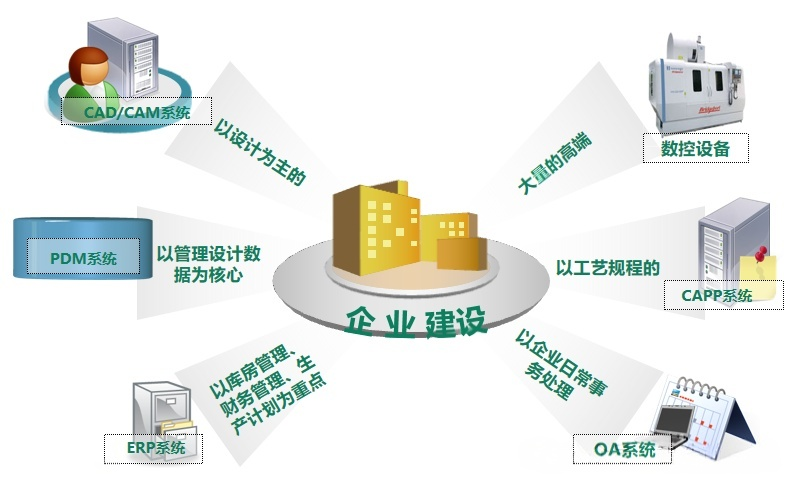 CAD/CAM系统
以设计为主的
大量的高端
数控设备
PDM系统
以管理设计数
据为核心
企业建设
以工艺规程的
CAPP系统
以库房管理、
财务管理、生
产计划为重点
ERP系统
以企业日常事
务处理
OA系统